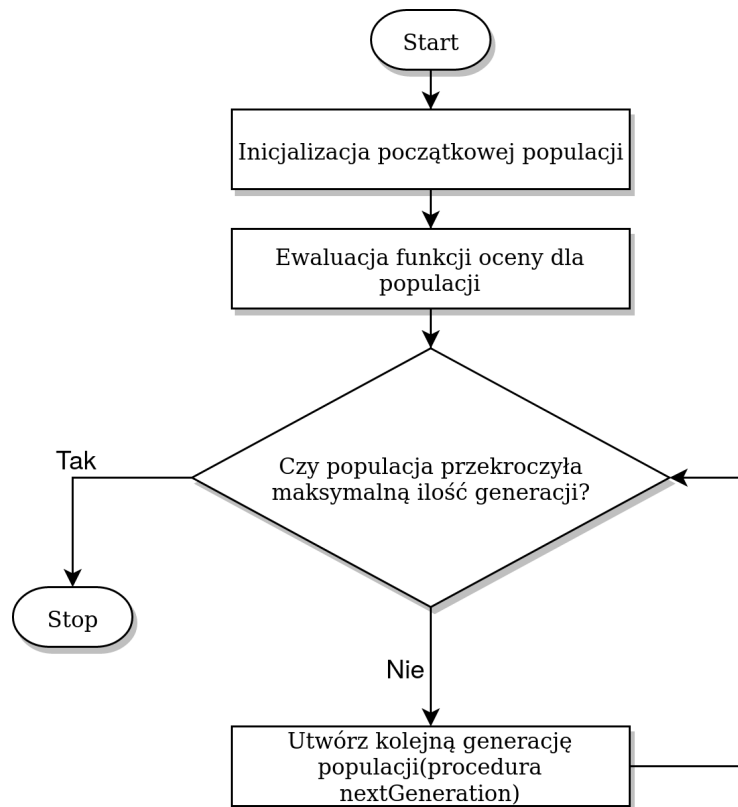 Start
Inicjalizacja początkowej populacji
Ewaluacja funkcji oceny dla
populacji
Czy populacja przekroczyła
maksymalną ilość generacji?
Tak
Stop
Nie
Utwórz kolejną generację
populacji(procedura
nextGeneration)